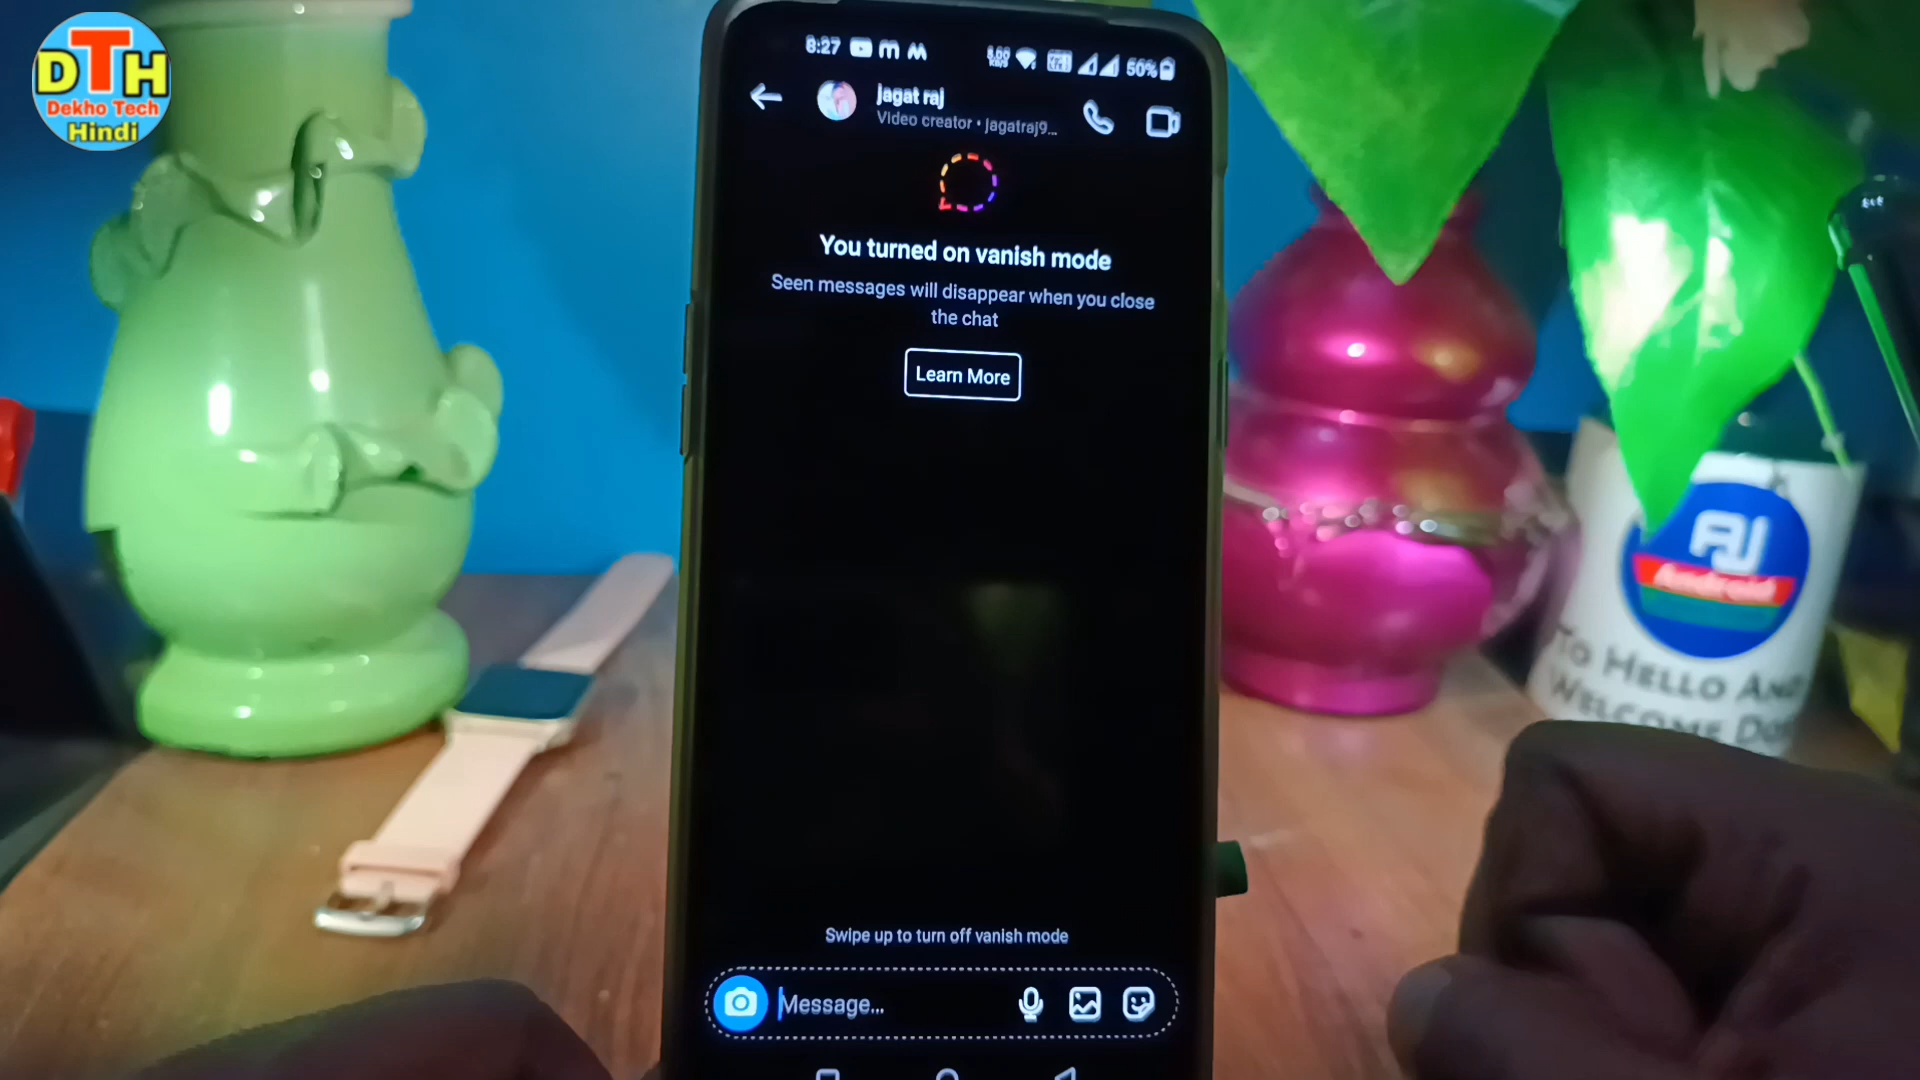 DTH
Dekho Tech
Hindi
8:27
50%
jagat raj
Video creator • jagatraj9...
You turned on vanish mode
Seen messages will disappear when you close
the chat
Learn More
Swipe up to turn off vanish mode
Message...
AJ
Android
To Hello And
Welcome